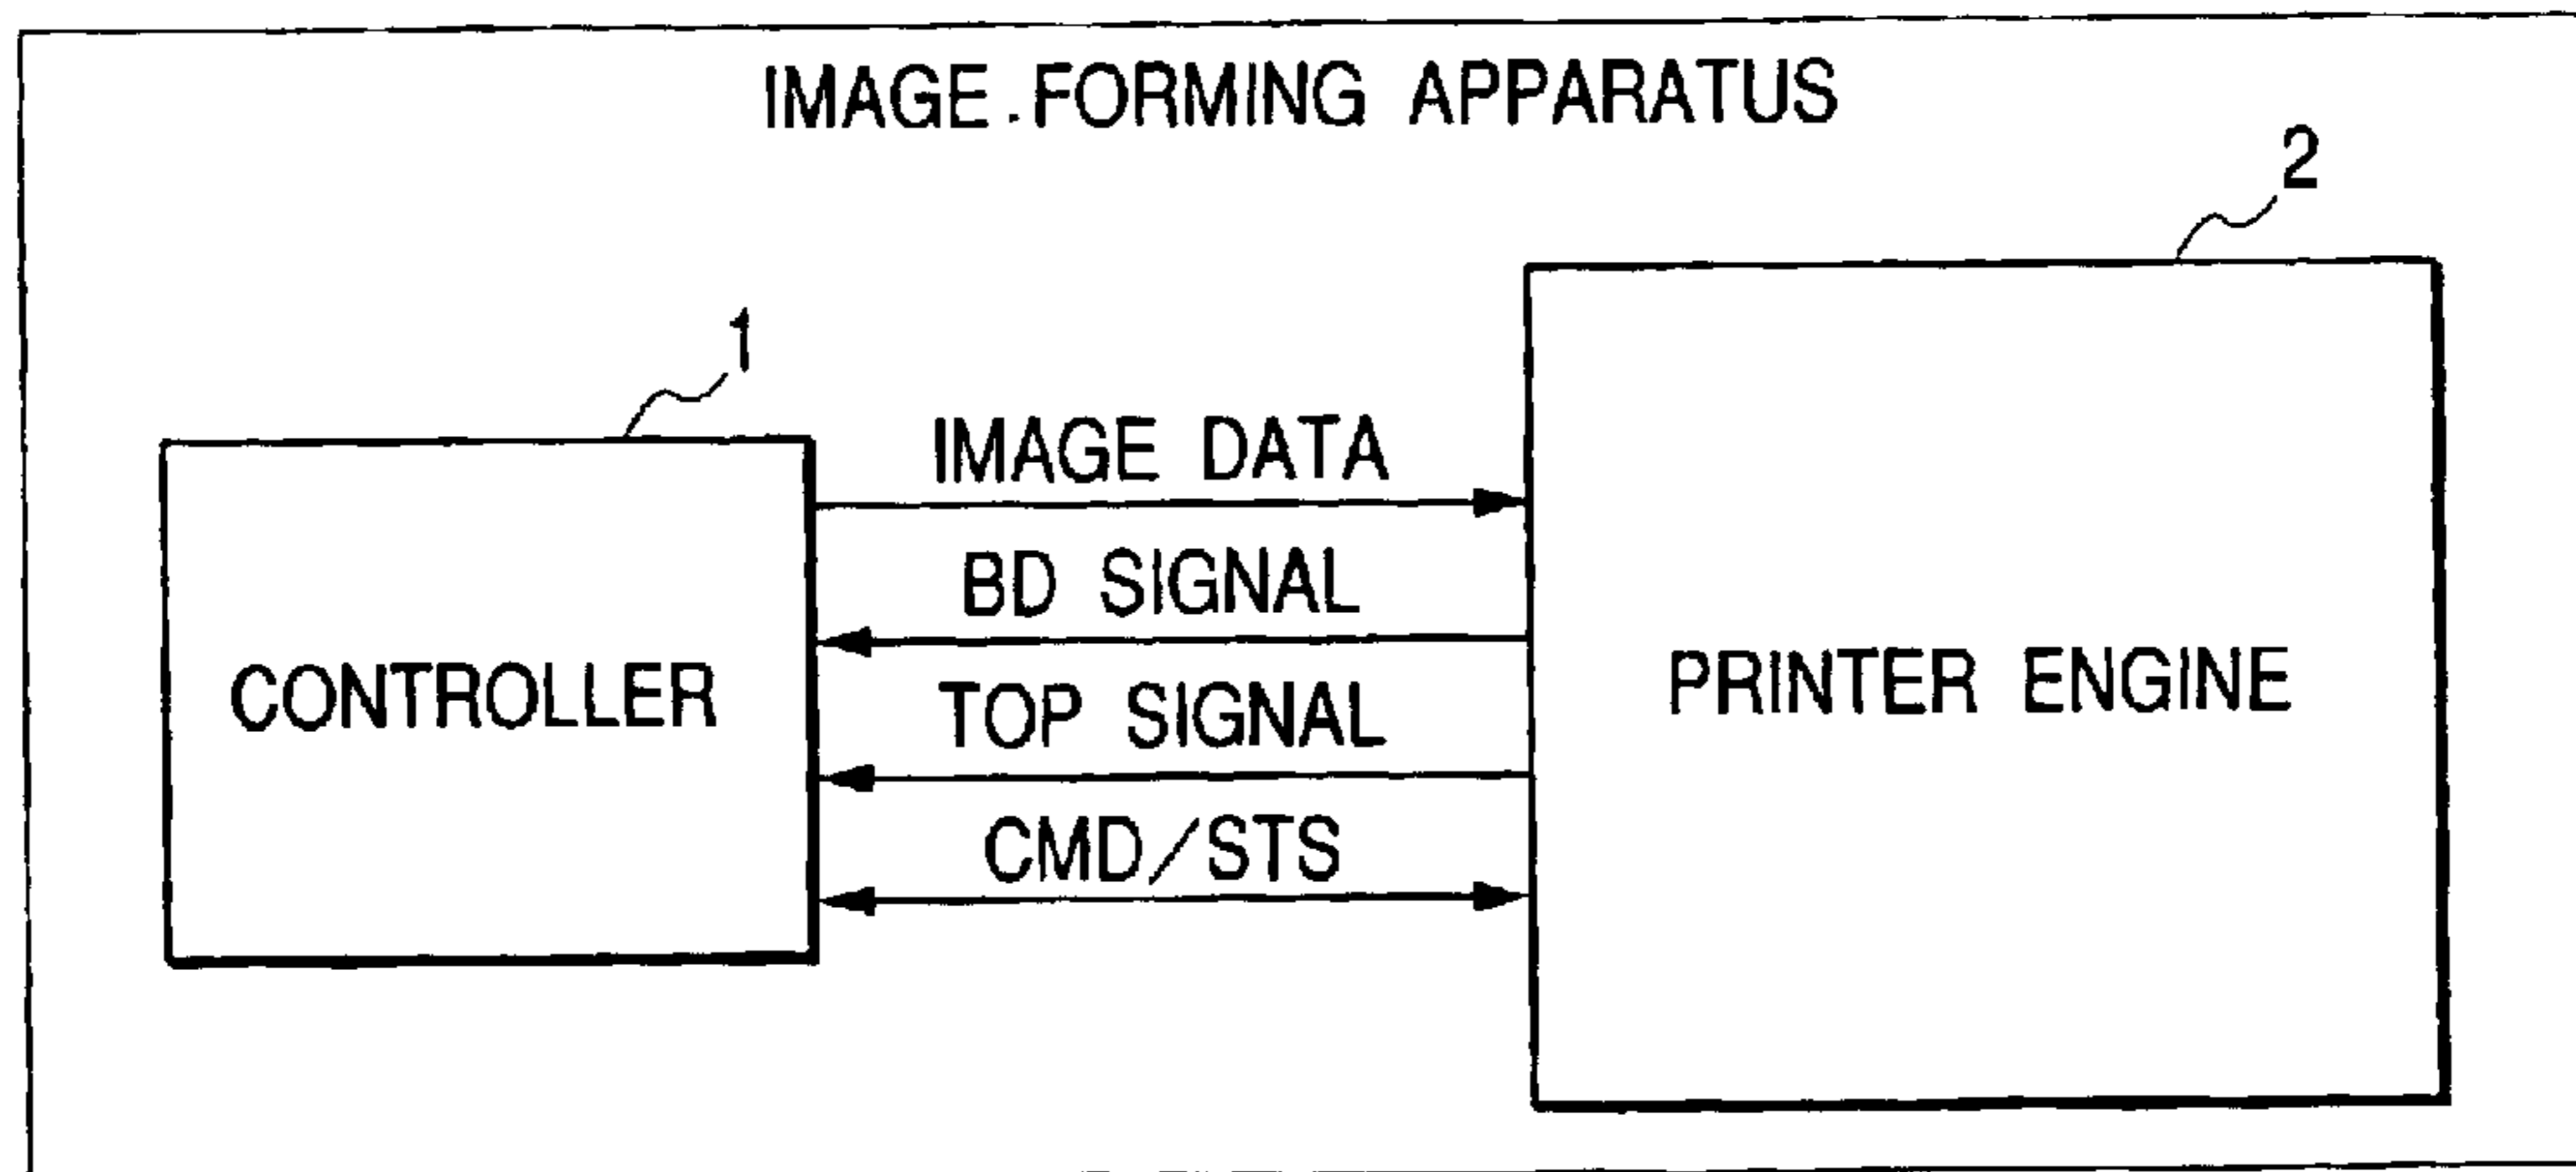 IMAGE.FORMING APPARATUS
2
1
IMAGE DATA
BD SIGNAL
CONTROLLER
TOP SIGNAL
PRINTER ENGINE
CMD/STS